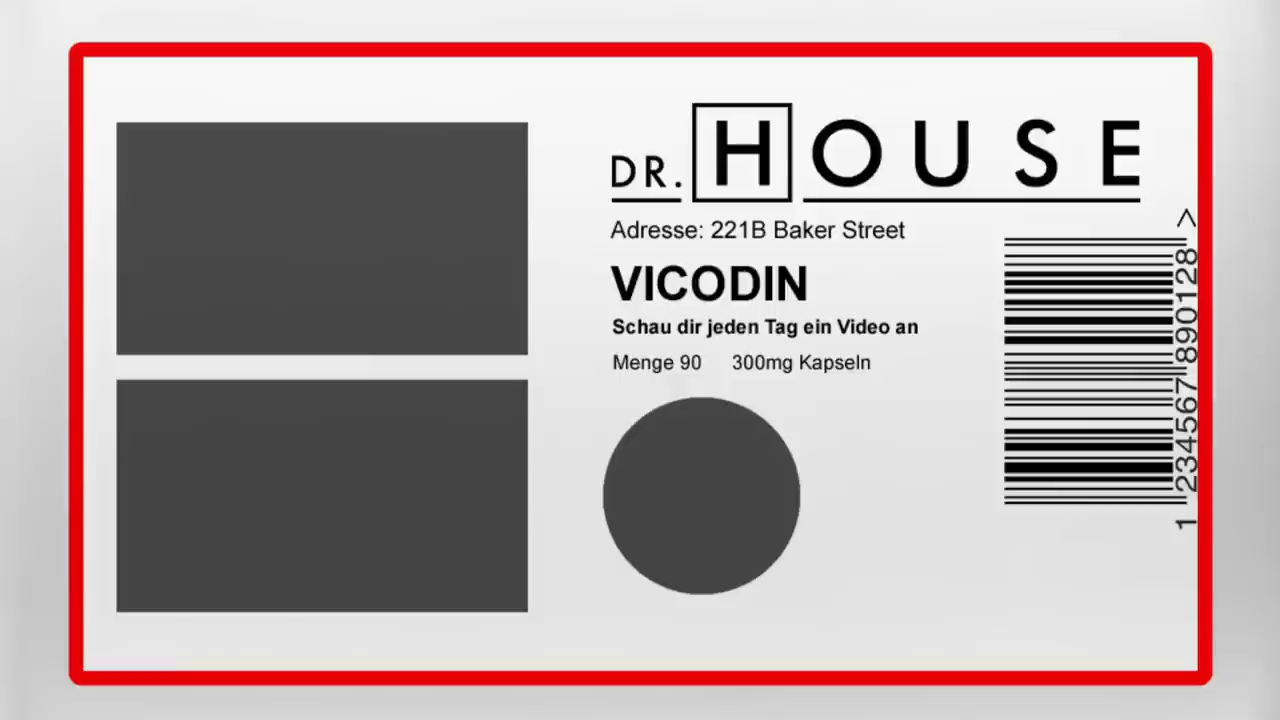 DR. HOUSE
Adresse: 221B Baker Street
VICODIN
Schau dir jeden Tag ein Video an
Menge 90 300mg Kapseln
1 234567 890128 >